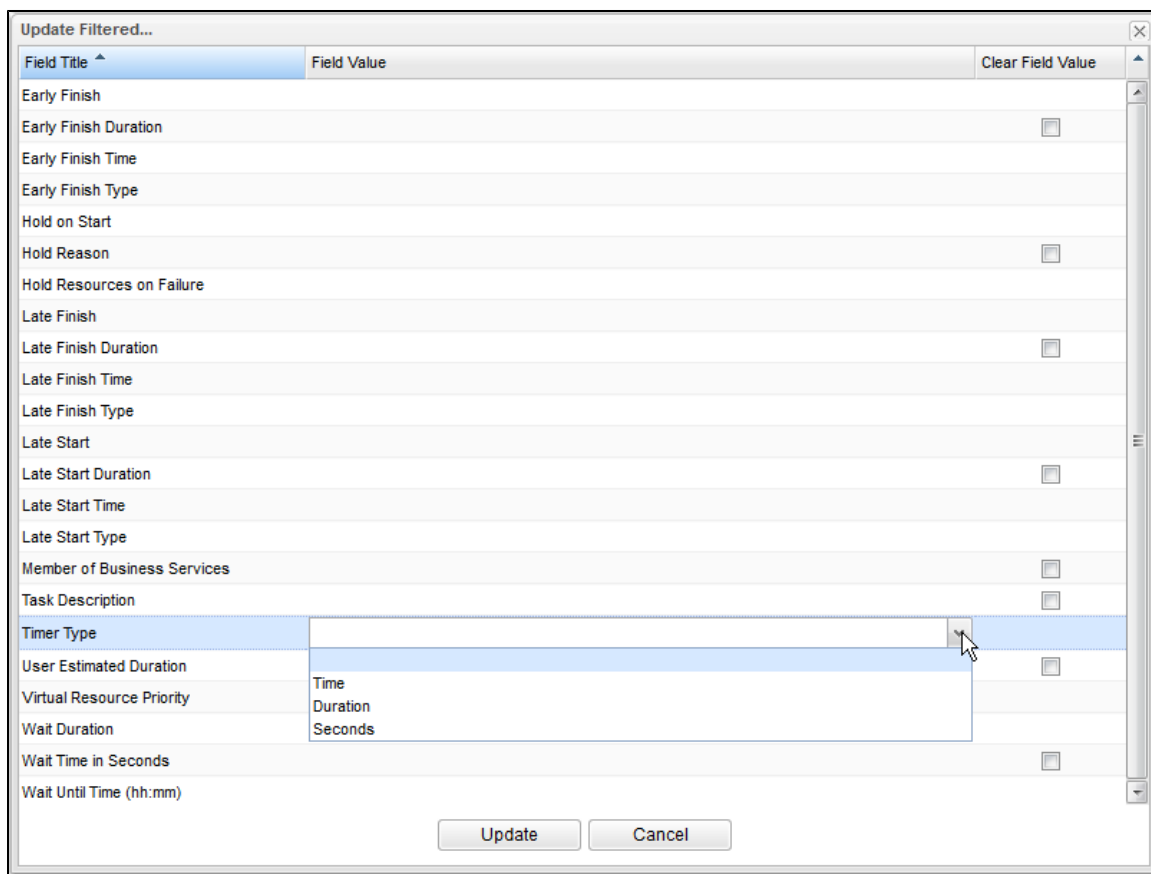 Update Filtered...
Field Title Field Value Clear Field Value
Early Finish
Early Finish Duration
Early Finish Time
Early Finish Type
Hold on Start
Hold Reason
Hold Resources on Failure
Late Finish
Late Finish Duration
Late Finish Time
Late Finish Type
Late Start
Late Start Duration
Late Start Time
Late Start Type
Member of Business Services
Task Description
Timer Type
User Estimated Duration
Time
Virtual Resource Priority
Duration
Wait Duration Seconds
Wait Time in Seconds
Wait Until Time (hh:mm)
Update Cancel